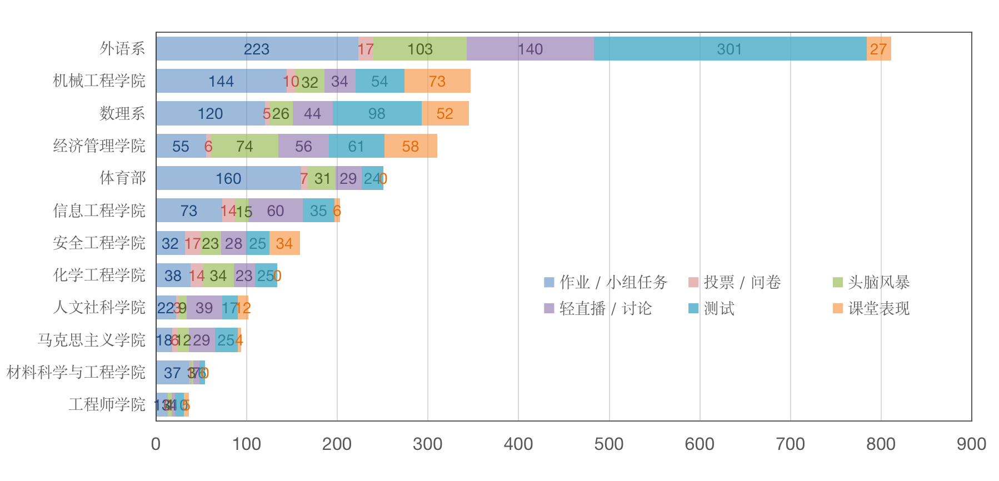 外语系 223 17 103 140 301 27
机械工程学院 144 10 32 34 54 73
数理系 120 5 26 44 98 52
经济管理学院 55 6 74 56 61 58
体育部 160 7 31 29 24 0
信息工程学院 73 14 15 60 35 6
安全工程学院 32 17 23 28 25 34
化学工程学院 38 14 34 23 25 0
人文社科学院 22 3 9 39 17 12
马克思主义学院 18 6 12 29 25 4
材料科学与工程学院 37 3 7 6 0
工程师学院 13 4 10 5
作业 / 小组任务 投票 / 问卷 头脑风暴
轻直播 / 讨论 测试 课堂表现
0 100 200 300 400 500 600 700 800 900